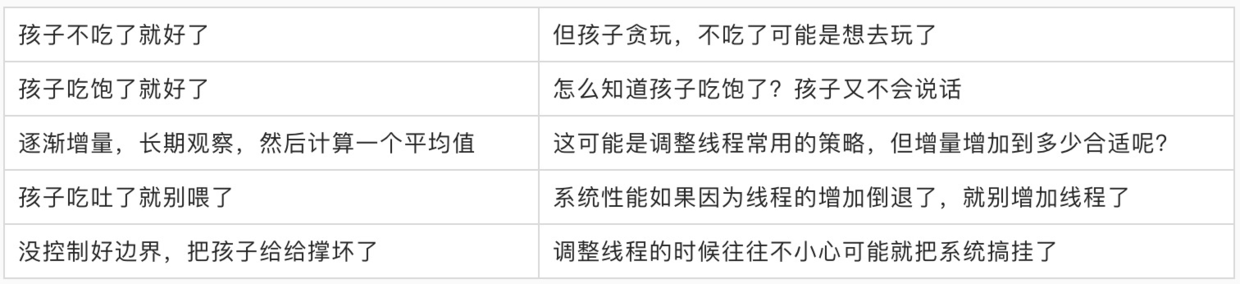 孩子不吃了就好了
但孩子贪玩，不吃了可能是想去玩了
孩子吃饱了就好了
怎么知道孩子吃饱了？孩子又不会说话
逐渐增量，长期观察，然后计算一个平均值
这可能是调整线程常用的策略，但增量增加到多少合适呢？
孩子吃吐了就别喂了
系统性能如果因为线程的增加倒退了，就别增加线程了
没控制好边界，把孩子给给撑坏了
调整线程的时候往往不小心可能就把系统搞挂了